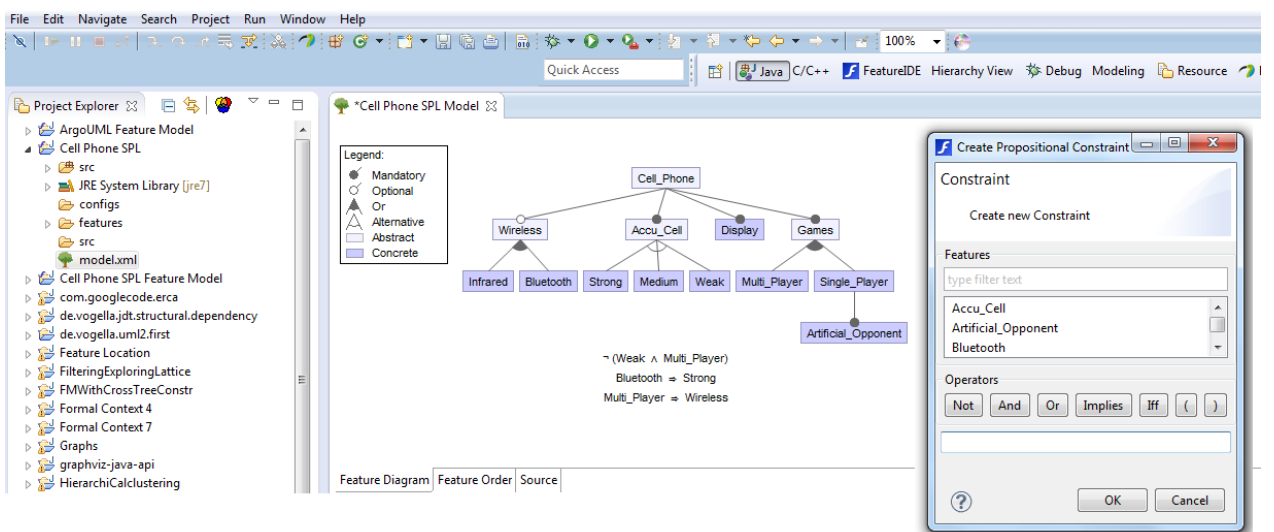 File Edit Navigate Search Project Run Window Help
100%
Quick Access
Java C/C++ FeatureIDE Hierarchy View Debug Modeling Resource
Project Explorer
ArgoUML Feature Model
Cell Phone SPL
src
JRE System Library [jre7]
configs
features
src
model.xml
Cell Phone SPL Feature Model
com.googlecode.erca
de.vogella.jdt.structural.dependency
de.vogella.uml2.first
Feature Location
FilteringExploringLattice
FMWithCrossTreeConstr
Formal Context 4
Formal Context 7
Graphs
graphviz-java-api
HierarchiCalclustering
*Cell Phone SPL Model
Legend:
Mandatory
Optional
Or
Alternative
Abstract
Concrete
Cell_Phone
Wireless Accu_Cell Display Games
Infrared Bluetooth Strong Medium Weak Multi_Player Single_Player
Artificial_Opponent
¬ (Weak ∧ Multi_Player)
Bluetooth ⇒ Strong
Multi_Player ⇒ Wireless
Feature Diagram Feature Order Source
Create Propositional Constraint
Constraint
Create new Constraint
Features
type filter text
Accu_Cell
Artificial_Opponent
Bluetooth
Operators
Not And Or Implies Iff ( )
OK Cancel